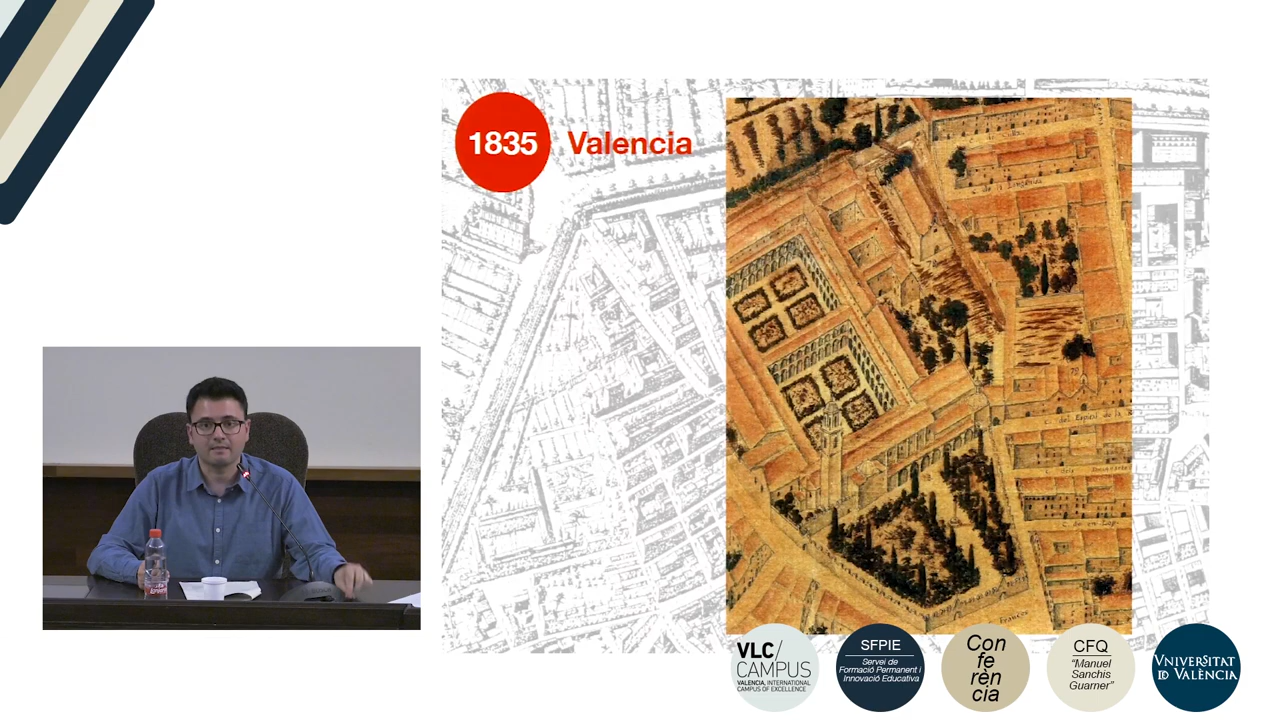 1835
Valencia
VLC/
CAMPUS
VALENCIA, INTERNATIONAL
CAMPUS OF EXCELLENCE
SFPIE
Servei de
Formació Permanent i
Innovació Educativa
Con
fe
rèn
cia
CFQ
"Manuel
Sanchis
Guarner"
VNIVERSITAT
ID VALÈNCIA